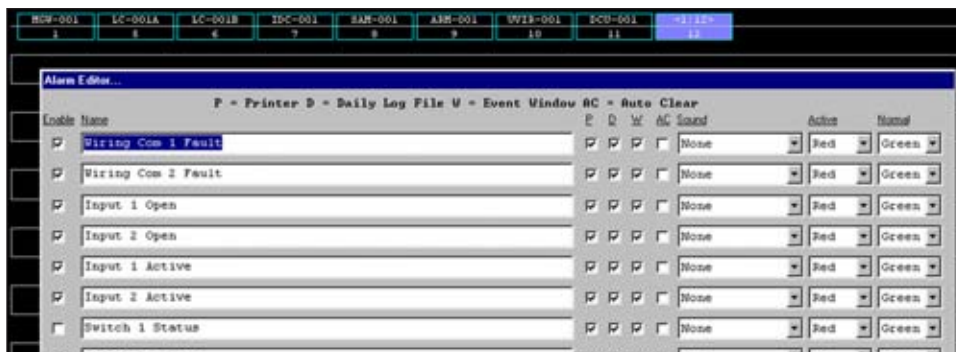 MGW-001 LC-001A LC-001B IDC-001 SAM-001 ARM-001 UVIR-001 DCU-001 <1/12>
1 5 6 7 8 9 10 11 12
Alarm Editor...
P = Printer D = Daily Log File W = Event Window AC = Auto Clear
Enable Name P D W AC Sound Active Normal
Wiring Com 1 Fault None Red Green
Wiring Com 2 Fault None Red Green
Input 1 Open None Red Green
Input 2 Open None Red Green
Input 1 Active None Red Green
Input 2 Active None Red Green
Switch 1 Status None Red Green